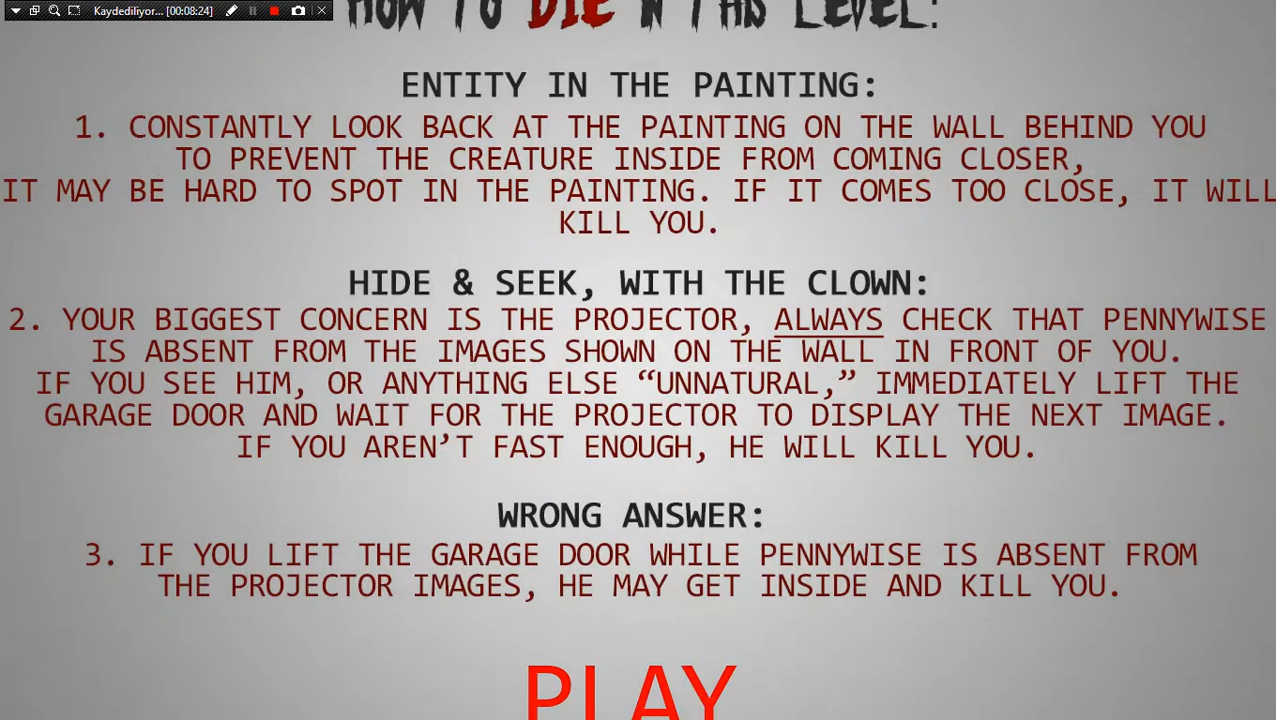 Kaydediliyor... [00:08:24]
HOW TO DIE IN THIS LEVEL:
ENTITY IN THE PAINTING:
1. CONSTANTLY LOOK BACK AT THE PAINTING ON THE WALL BEHIND YOU
TO PREVENT THE CREATURE INSIDE FROM COMING CLOSER,
IT MAY BE HARD TO SPOT IN THE PAINTING. IF IT COMES TOO CLOSE, IT WILL
KILL YOU.
HIDE & SEEK, WITH THE CLOWN:
2. YOUR BIGGEST CONCERN IS THE PROJECTOR, ALWAYS CHECK THAT PENNYWISE
IS ABSENT FROM THE IMAGES SHOWN ON THE WALL IN FRONT OF YOU.
IF YOU SEE HIM, OR ANYTHING ELSE “UNNATURAL,” IMMEDIATELY LIFT THE
GARAGE DOOR AND WAIT FOR THE PROJECTOR TO DISPLAY THE NEXT IMAGE.
IF YOU AREN’T FAST ENOUGH, HE WILL KILL YOU.
WRONG ANSWER:
3. IF YOU LIFT THE GARAGE DOOR WHILE PENNYWISE IS ABSENT FROM
THE PROJECTOR IMAGES, HE MAY GET INSIDE AND KILL YOU.
PLAY